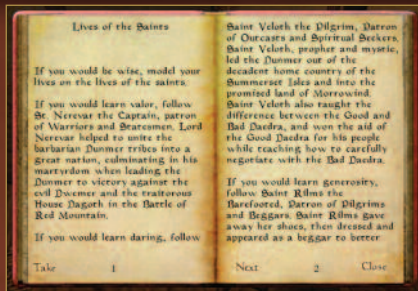 Lives of the Saints
If you would be wise, model your
lives on the lives of the saints.
If you would learn valor, follow
St. Nerevar the Captain, patron
of Warriors and Statesmen. Lord
Nerevar helped to unite the
barbarian Dunmer tribes into a
great nation, culminating in his
martyrdom when leading the
Dunmer to victory against the
evil Dwemer and the traitorous
House Dagoth in the Battle of
Red Mountain.
If you would learn daring, follow
Take
1
Saint Veloth the Pilgrim, Patron
of Outcasts and Spiritual Seekers.
Saint Veloth, prophet and mystic,
led the Dunmer out of the
decadent home country of the
Summerset Isles and into the
promised land of Morrowind.
Saint Veloth also taught the
difference between the Good and
Bad Daedra, and won the aid of
the Good Daedra for his people
while teaching how to carefully
negotiate with the Bad Daedra.
If you would learn generosity,
follow Saint Rilms the
Barefooted, Patron of Pilgrims
and Beggars. Saint Rilms gave
away her shoes, then dressed and
appeared as a beggar to better
Next
2
Close